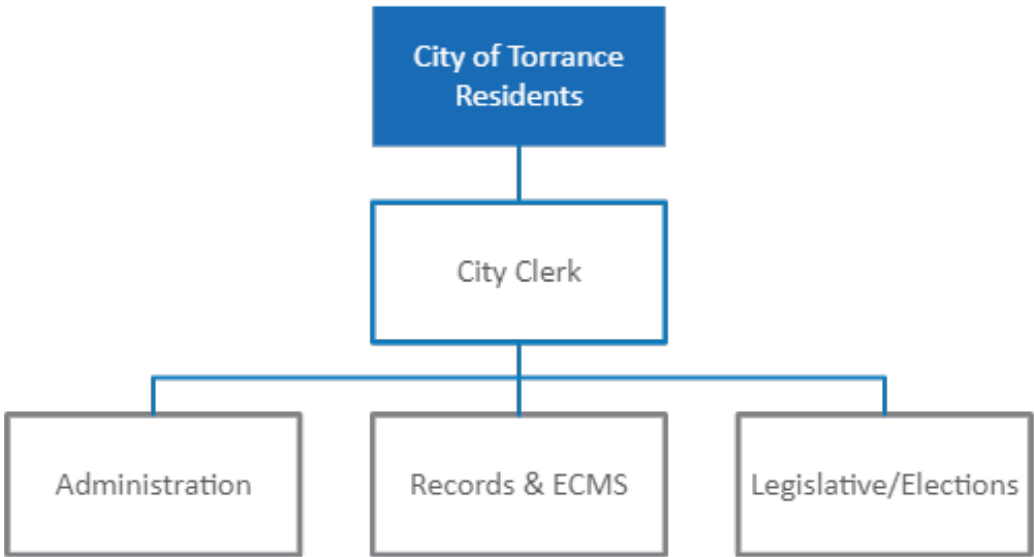 City of Torrance
Residents
City Clerk
Administration
Records & ECMS
Legislative/Elections